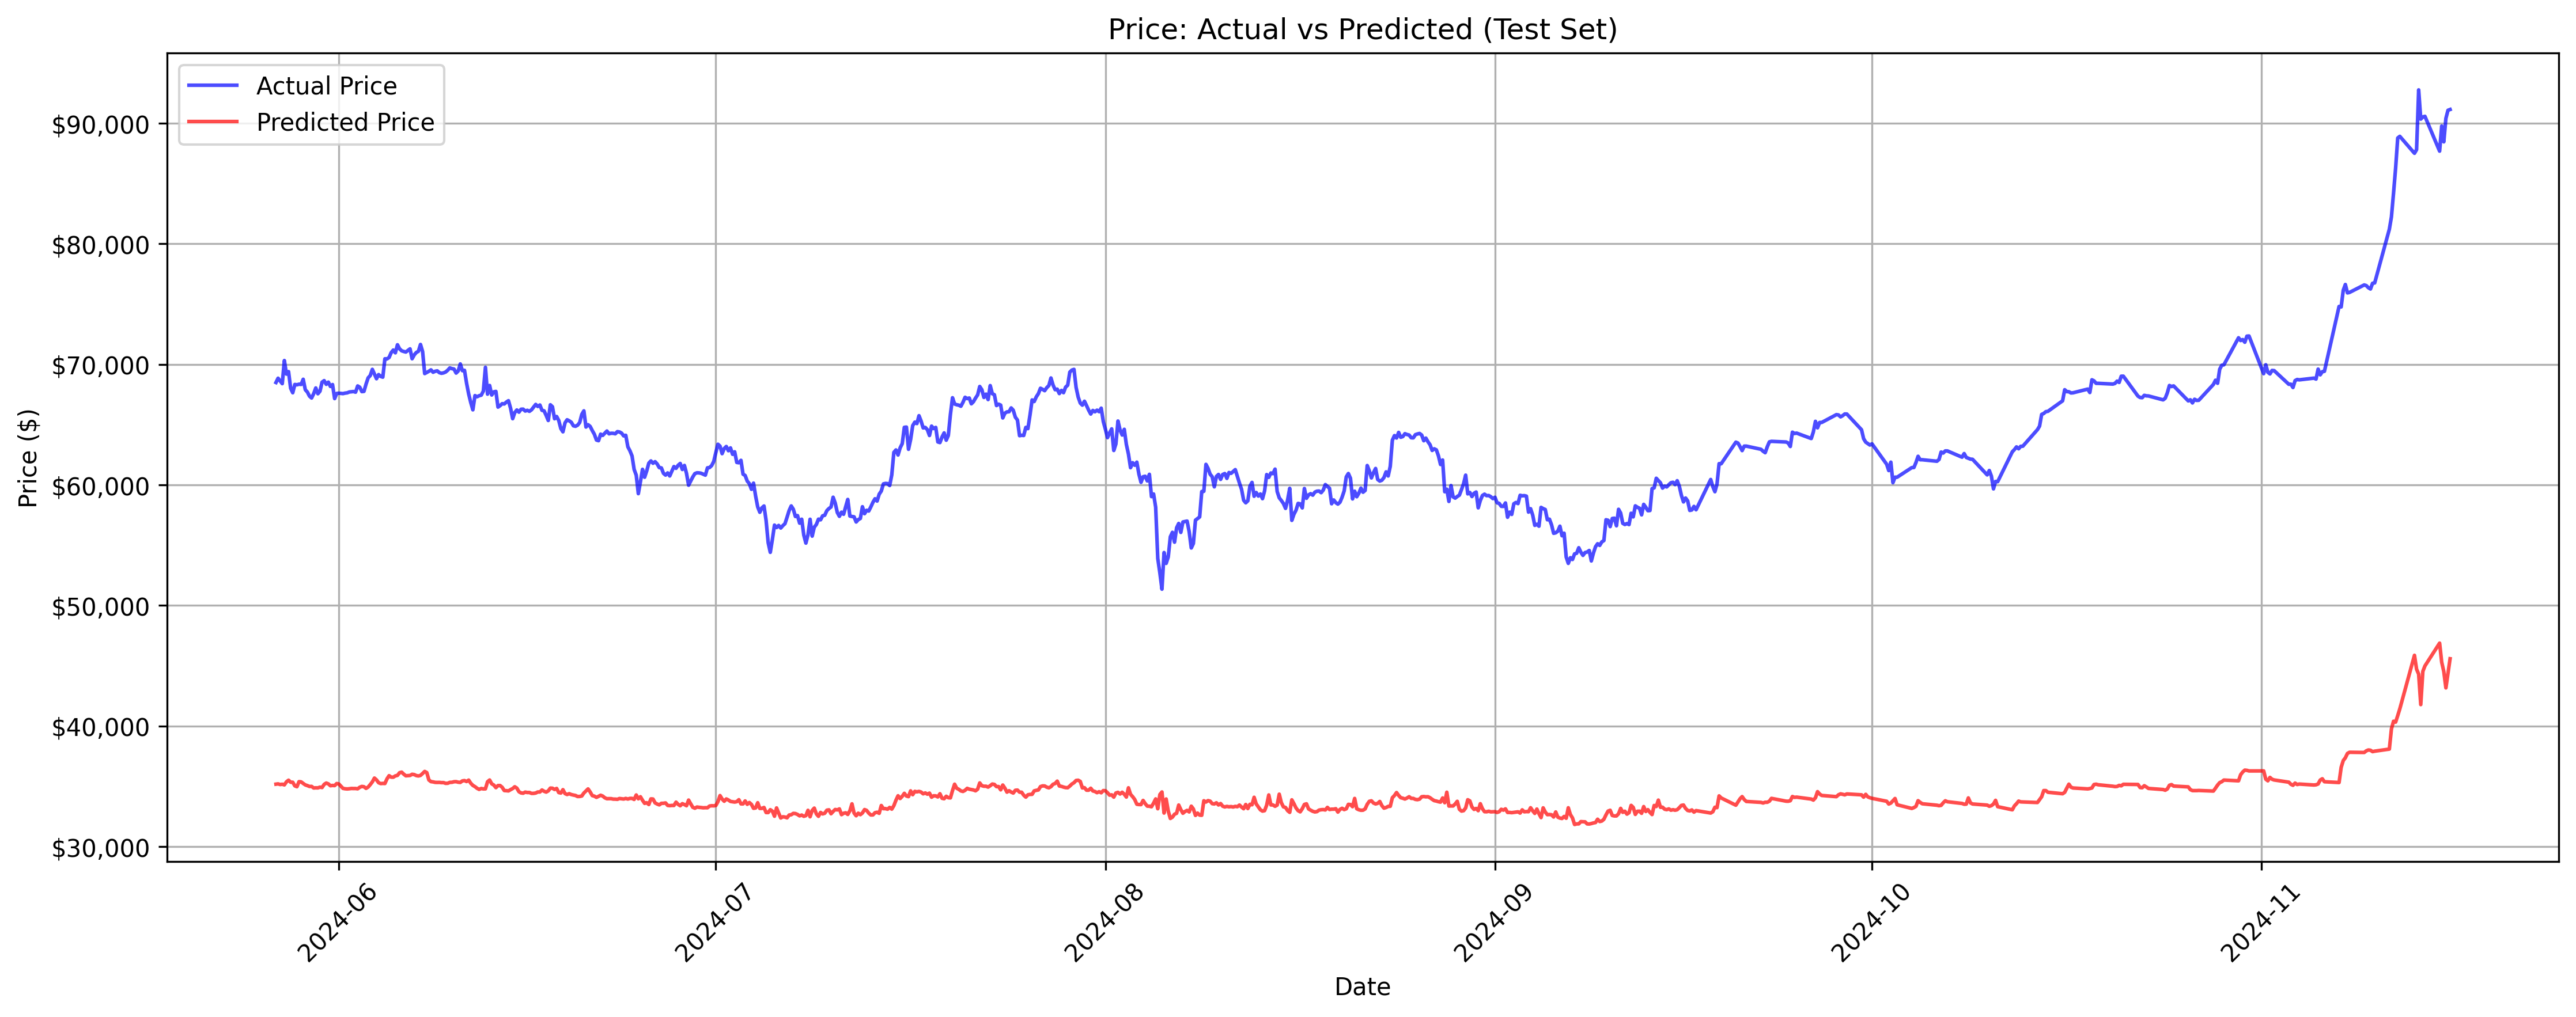 Price: Actual vs Predicted (Test Set)
Actual Price
Predicted Price
Price ($)
$90,000
$80,000
$70,000
$60,000
$50,000
$40,000
$30,000
2024-06
2024-07
2024-08
2024-09
2024-10
2024-11
Date